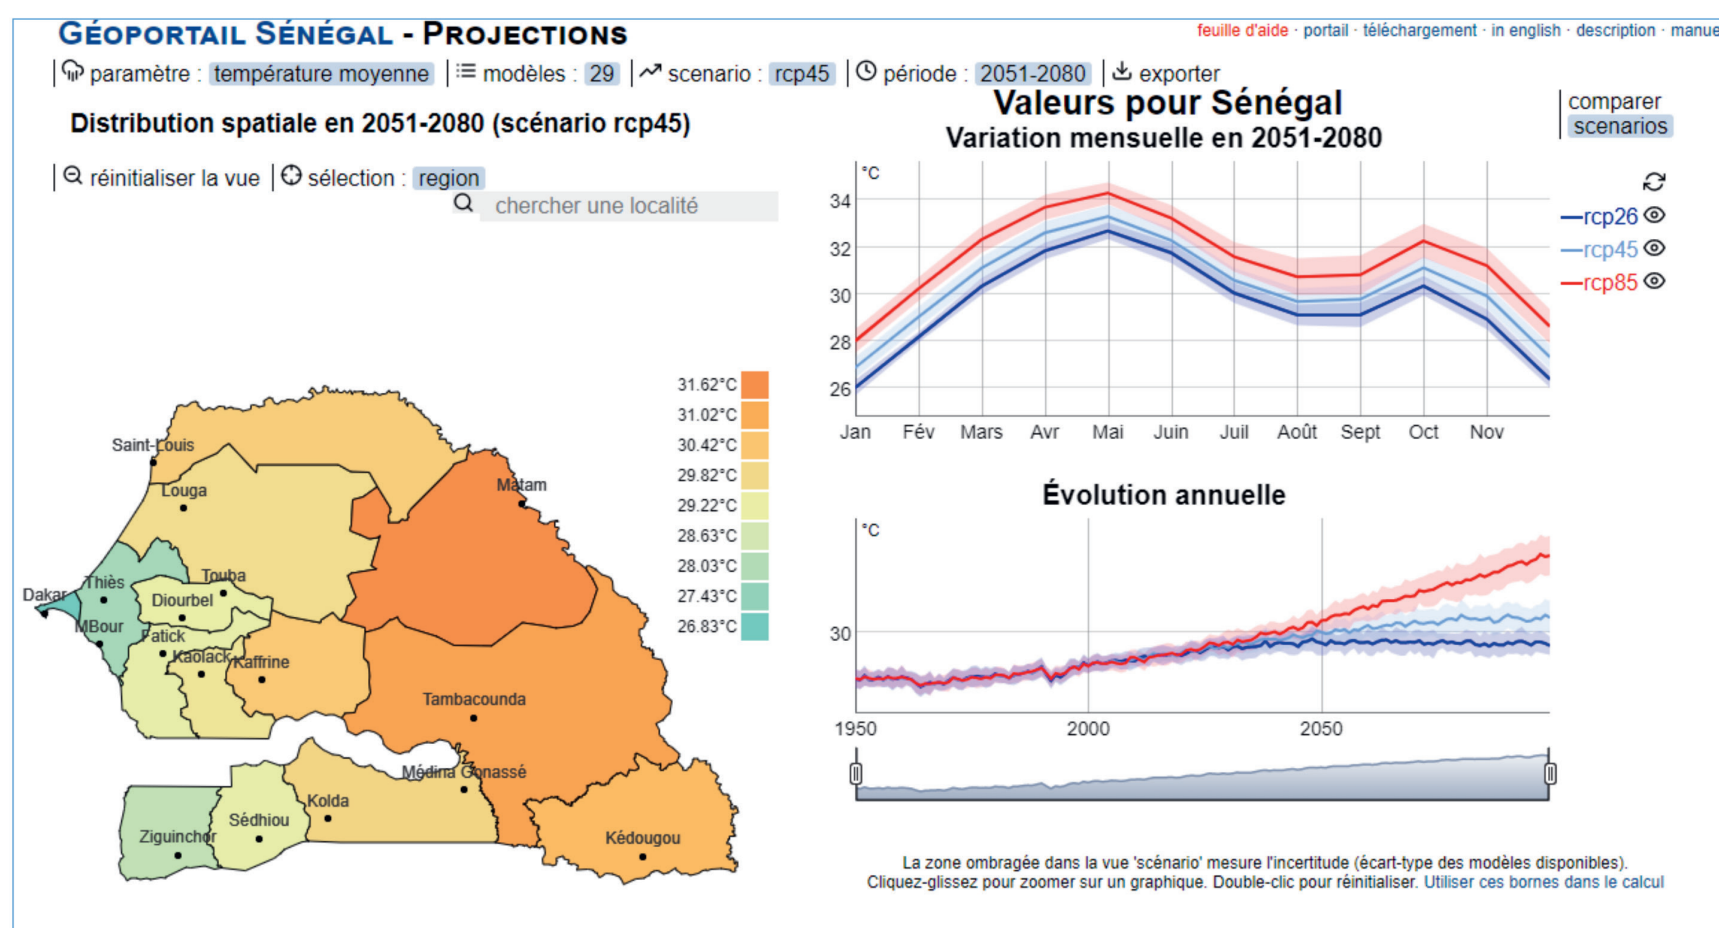 GÉOPORTAIL SÉNÉGAL - PROJECTIONS
feuille d'aide · portail · téléchargement · in english · description · manue
paramètre : température moyenne modèles : 29 scenario : rcp45 période : 2051-2080 exporter
Distribution spatiale en 2051-2080 (scénario rcp45)
réinitialiser la vue sélection : region
chercher une localité
31.62°C
31.02°C
30.42°C
29.82°C
29.22°C
28.63°C
28.03°C
27.43°C
26.83°C
Saint-Louis
Louga
Matam
Touba
Thiès
Diourbel
Dakar
MBour
Fatick
Kaolack
Kaffrine
Tambacounda
Médina Gonassé
Kolda
Sédhiou
Ziguinchor
Kédougou
Valeurs pour Sénégal
Variation mensuelle en 2051-2080
comparer
scenarios
rcp26
rcp45
rcp85
°C
34
32
30
28
26
Jan Fév Mars Avr Mai Juin Juil Août Sept Oct Nov
Évolution annuelle
°C
30
1950 2000 2050
La zone ombragée dans la vue 'scénario' mesure l'incertitude (écart-type des modèles disponibles).
Cliquez-glissez pour zoomer sur un graphique. Double-clic pour réinitialiser. Utiliser ces bornes dans le calcul